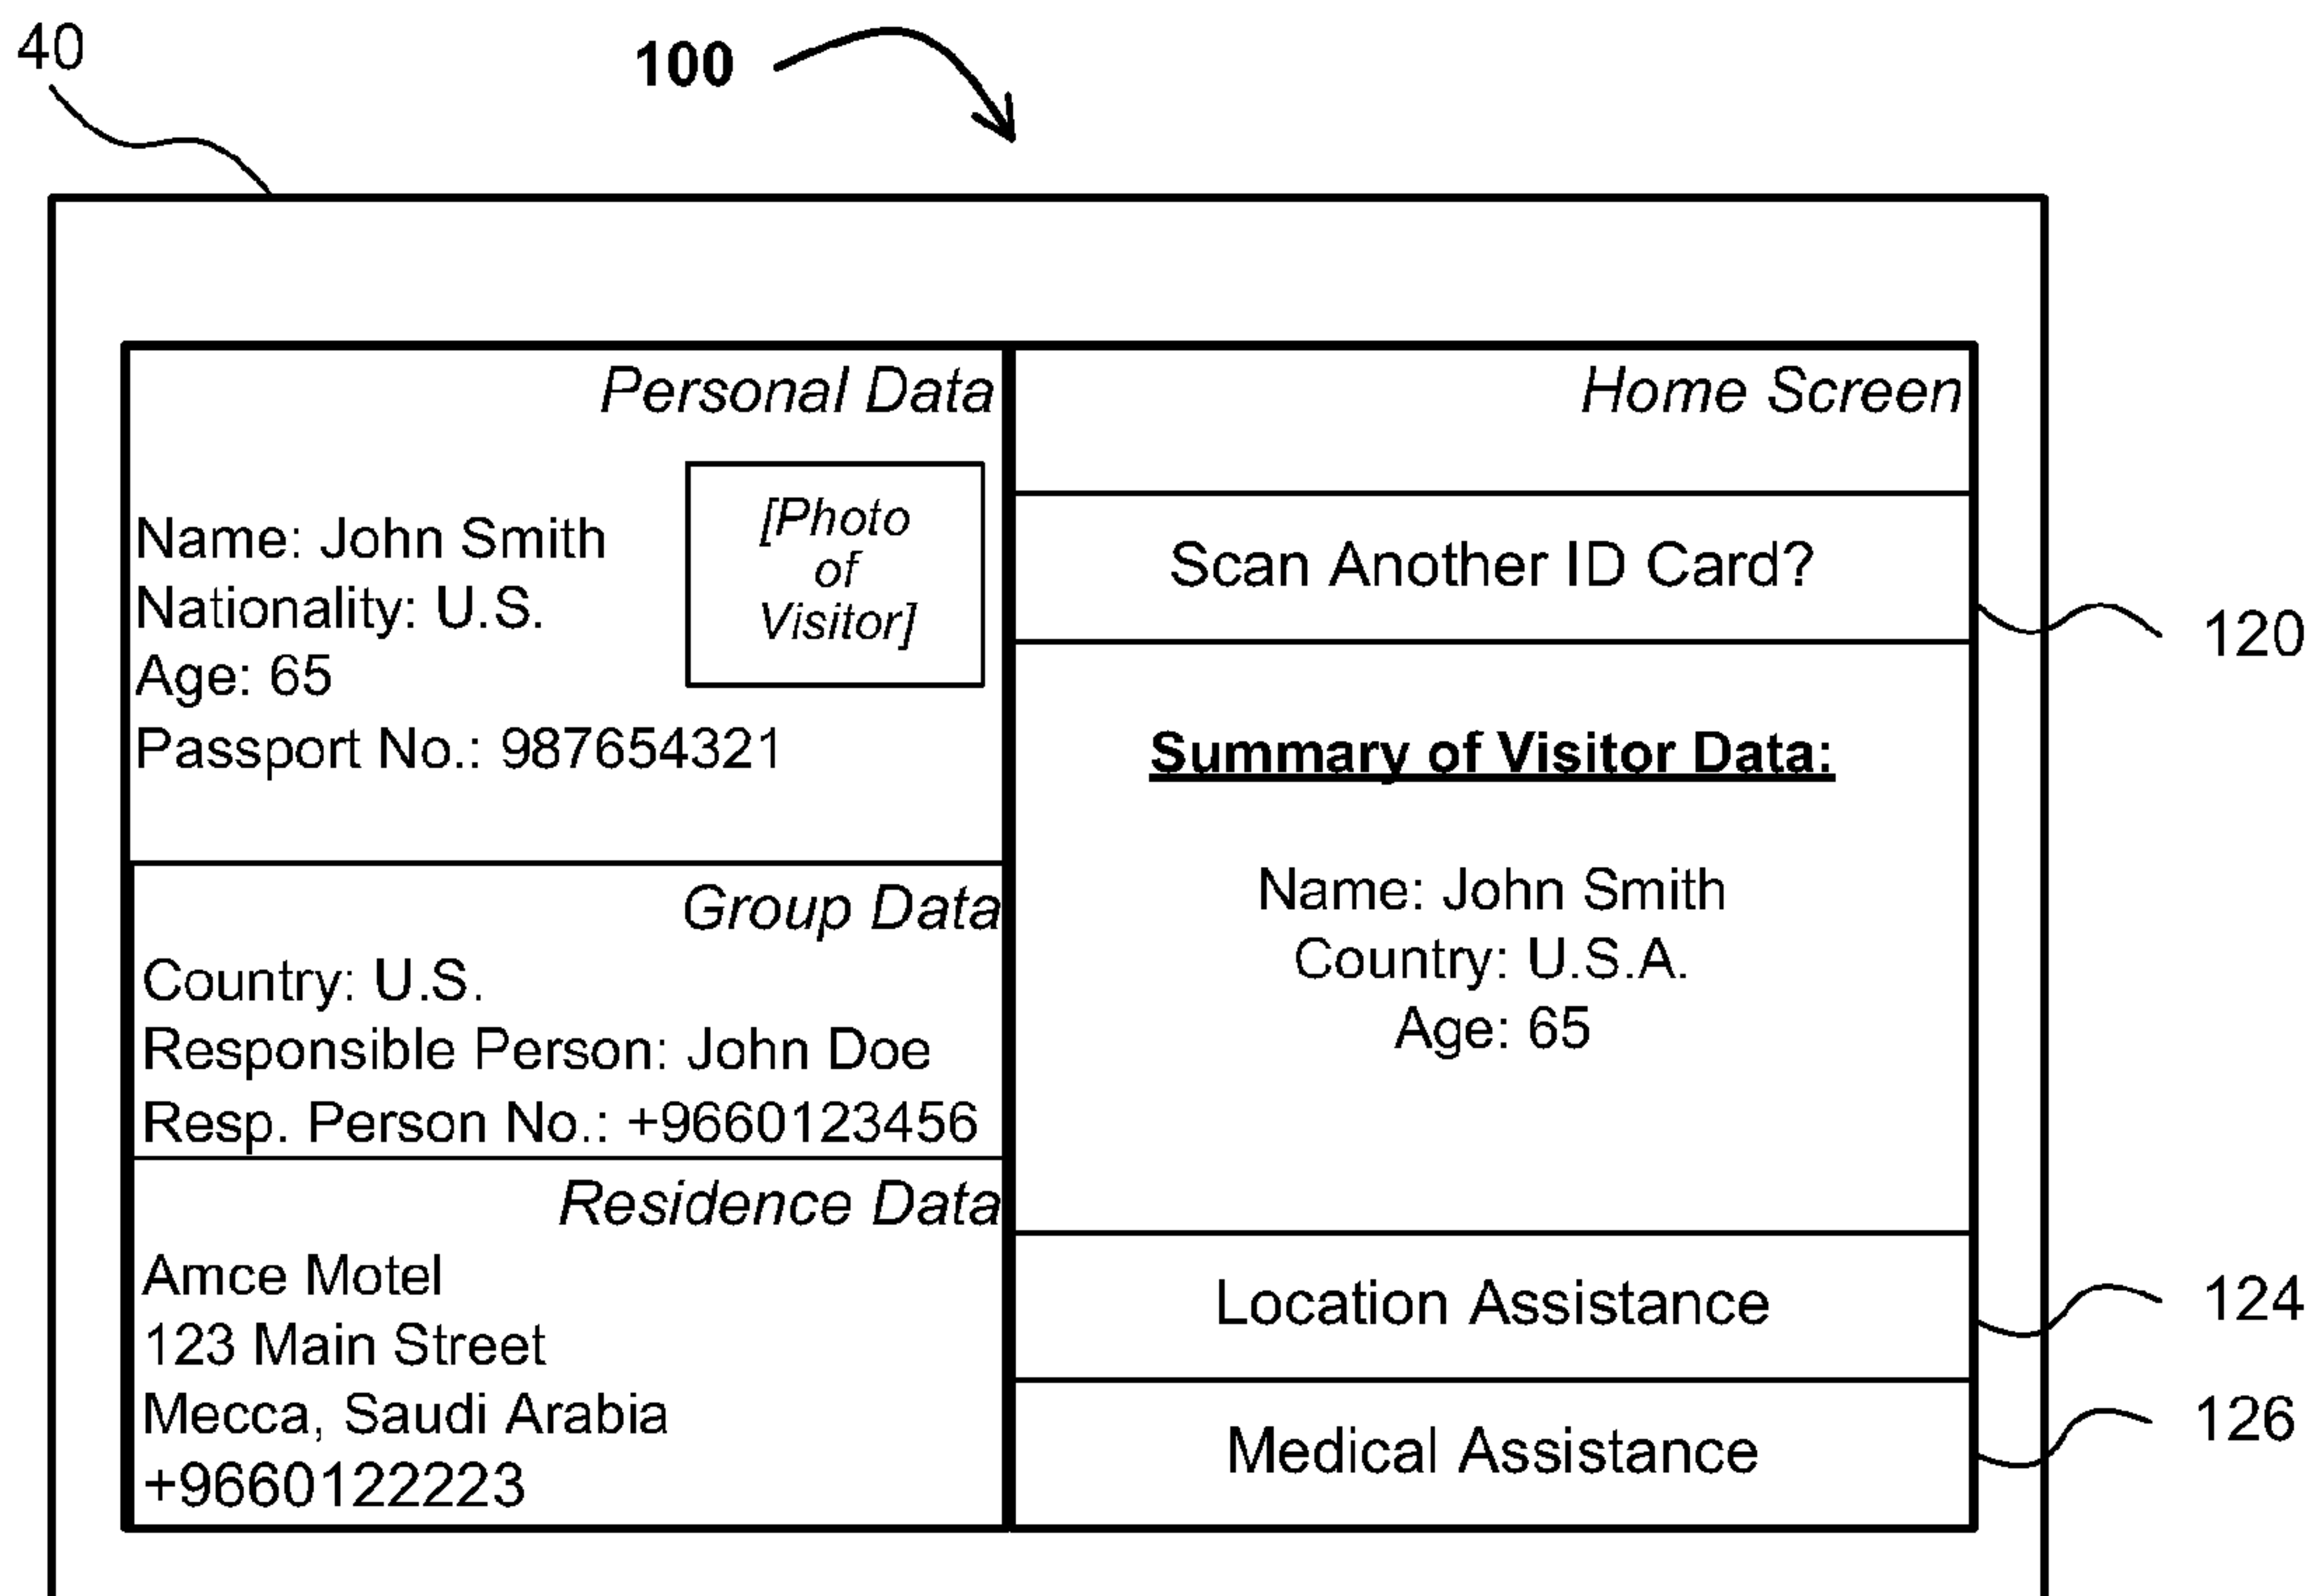 40
100
Personal Data
[Photo
of
Visitor]
Name: John Smith
Nationality: U.S.
Age: 65
Passport No.: 987654321
Group Data
Country: U.S.
Responsible Person: John Doe
Resp. Person No.: +9660123456
Residence Data
Amce Motel
123 Main Street
Mecca, Saudi Arabia
+9660122223
Home Screen
Scan Another ID Card?
120
Summary of Visitor Data:
Name: John Smith
Country: U.S.A.
Age: 65
Location Assistance
124
Medical Assistance
126